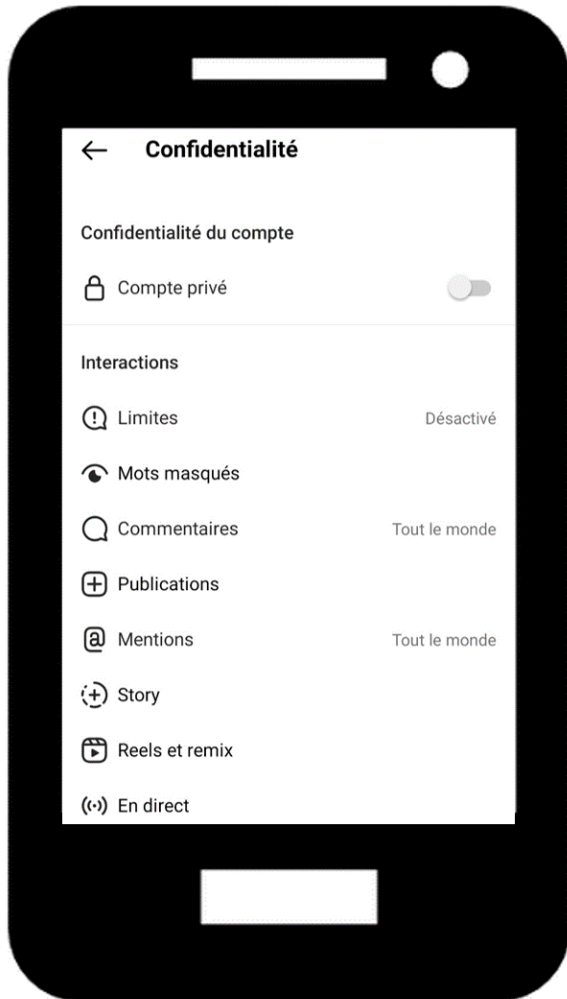 Confidentialité
Confidentialité du compte
Compte privé
Interactions
Limites Désactivé
Mots masqués
Commentaires Tout le monde
Publications
Mentions Tout le monde
Story
Reels et remix
En direct